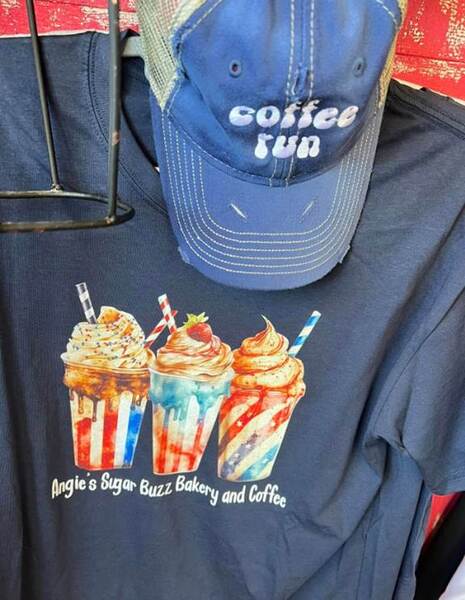 coffee
run
Angie's Sugar Buzz Bakery and Coffee